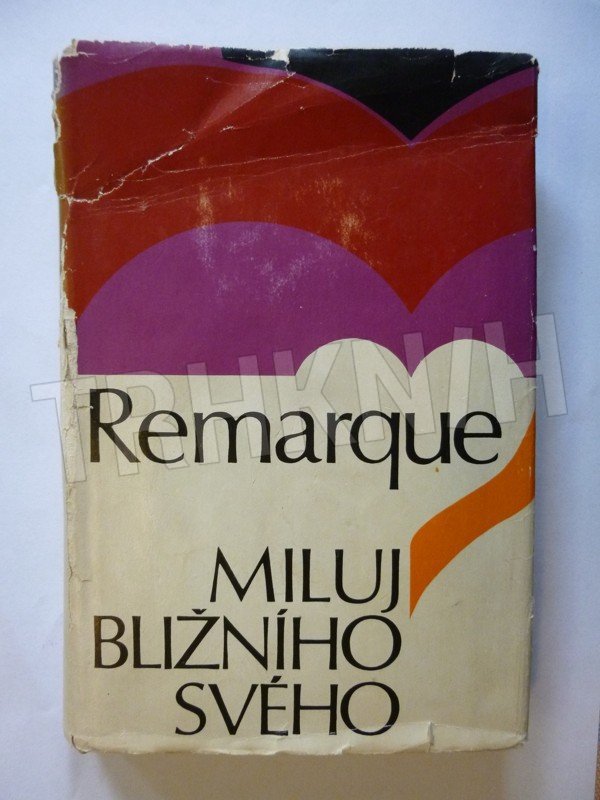 TRHKNIH
Remarque
MILUJ
BLIŽNÍHO
SVÉHO